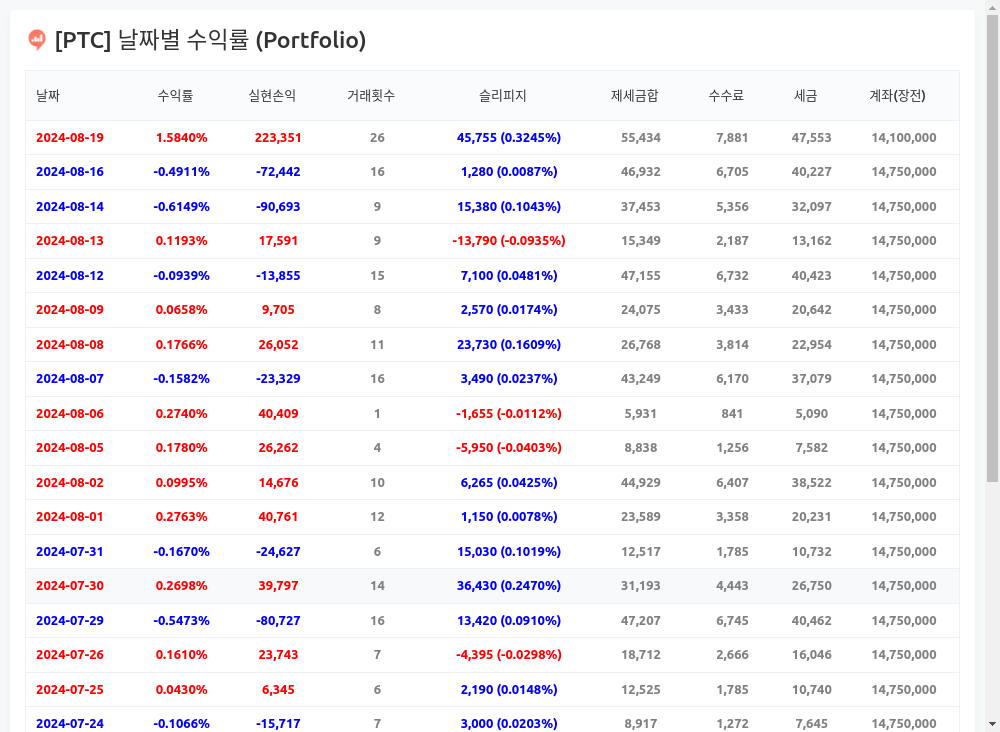 [PTC] 날짜별 수익률 (Portfolio)
날짜 수익률 실현손익 거래횟수 슬리피지 제세금합 수수료 세금 계좌(장전)
2024-08-19 1.5840% 223,351 26 45,755 (0.3245%) 55,434 7,881 47,553 14,100,000
2024-08-16 -0.4911% -72,442 16 1,280 (0.0087%) 46,932 6,705 40,227 14,750,000
2024-08-14 -0.6149% -90,693 9 15,380 (0.1043%) 37,453 5,356 32,097 14,750,000
2024-08-13 0.1193% 17,591 9 -13,790 (-0.0935%) 15,349 2,187 13,162 14,750,000
2024-08-12 -0.0939% -13,855 15 7,100 (0.0481%) 47,155 6,732 40,423 14,750,000
2024-08-09 0.0658% 9,705 8 2,570 (0.0174%) 24,075 3,433 20,642 14,750,000
2024-08-08 0.1766% 26,052 11 23,730 (0.1609%) 26,768 3,814 22,954 14,750,000
2024-08-07 -0.1582% -23,329 16 3,490 (0.0237%) 43,249 6,170 37,079 14,750,000
2024-08-06 0.2740% 40,409 1 -1,655 (-0.0112%) 5,931 841 5,090 14,750,000
2024-08-05 0.1780% 26,262 4 -5,950 (-0.0403%) 8,838 1,256 7,582 14,750,000
2024-08-02 0.0995% 14,676 10 6,265 (0.0425%) 44,929 6,407 38,522 14,750,000
2024-08-01 0.2763% 40,761 12 1,150 (0.0078%) 23,589 3,358 20,231 14,750,000
2024-07-31 -0.1670% -24,627 6 15,030 (0.1019%) 12,517 1,785 10,732 14,750,000
2024-07-30 0.2698% 39,797 14 36,430 (0.2470%) 31,193 4,443 26,750 14,750,000
2024-07-29 -0.5473% -80,727 16 13,420 (0.0910%) 47,207 6,745 40,462 14,750,000
2024-07-26 0.1610% 23,743 7 -4,395 (-0.0298%) 18,712 2,666 16,046 14,750,000
2024-07-25 0.0430% 6,345 6 2,190 (0.0148%) 12,525 1,785 10,740 14,750,000
2024-07-24 -0.1066% -15,717 7 3,000 (0.0203%) 8,917 1,272 7,645 14,750,000